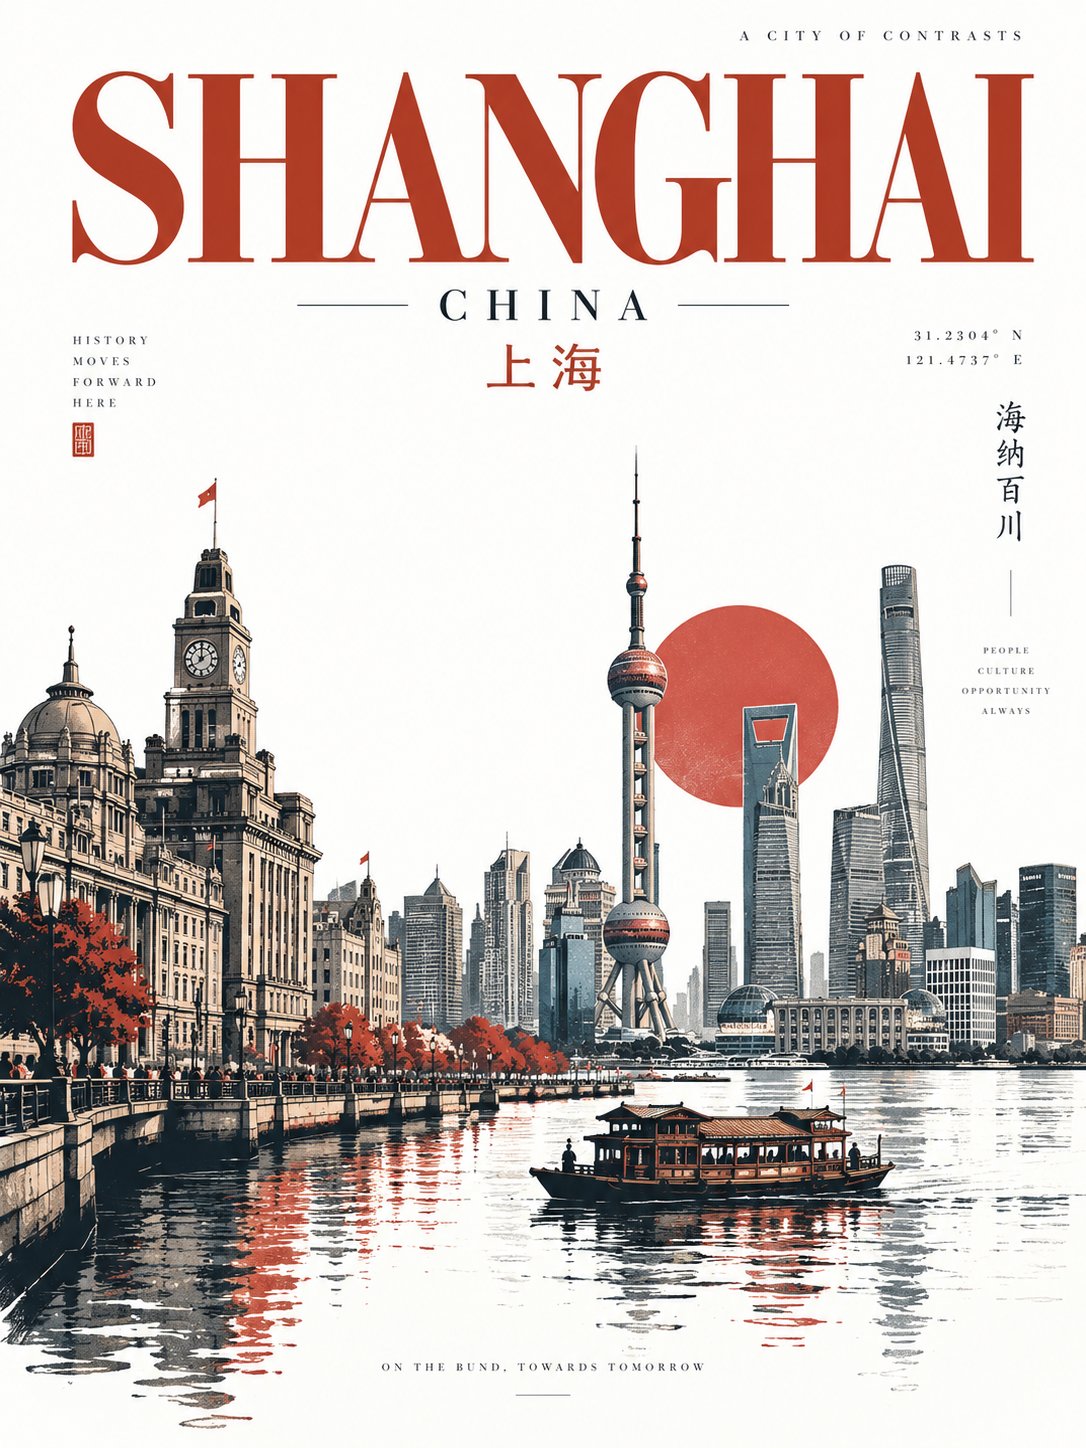 A CITY OF CONTRASTS
SHANGHAI
CHINA
上海
HISTORY
MOVES
FORWARD
HERE
31.2304° N
121.4737° E
海纳百川
PEOPLE
CULTURE
OPPORTUNITY
ALWAYS
ON THE BUND, TOWARDS TOMORROW